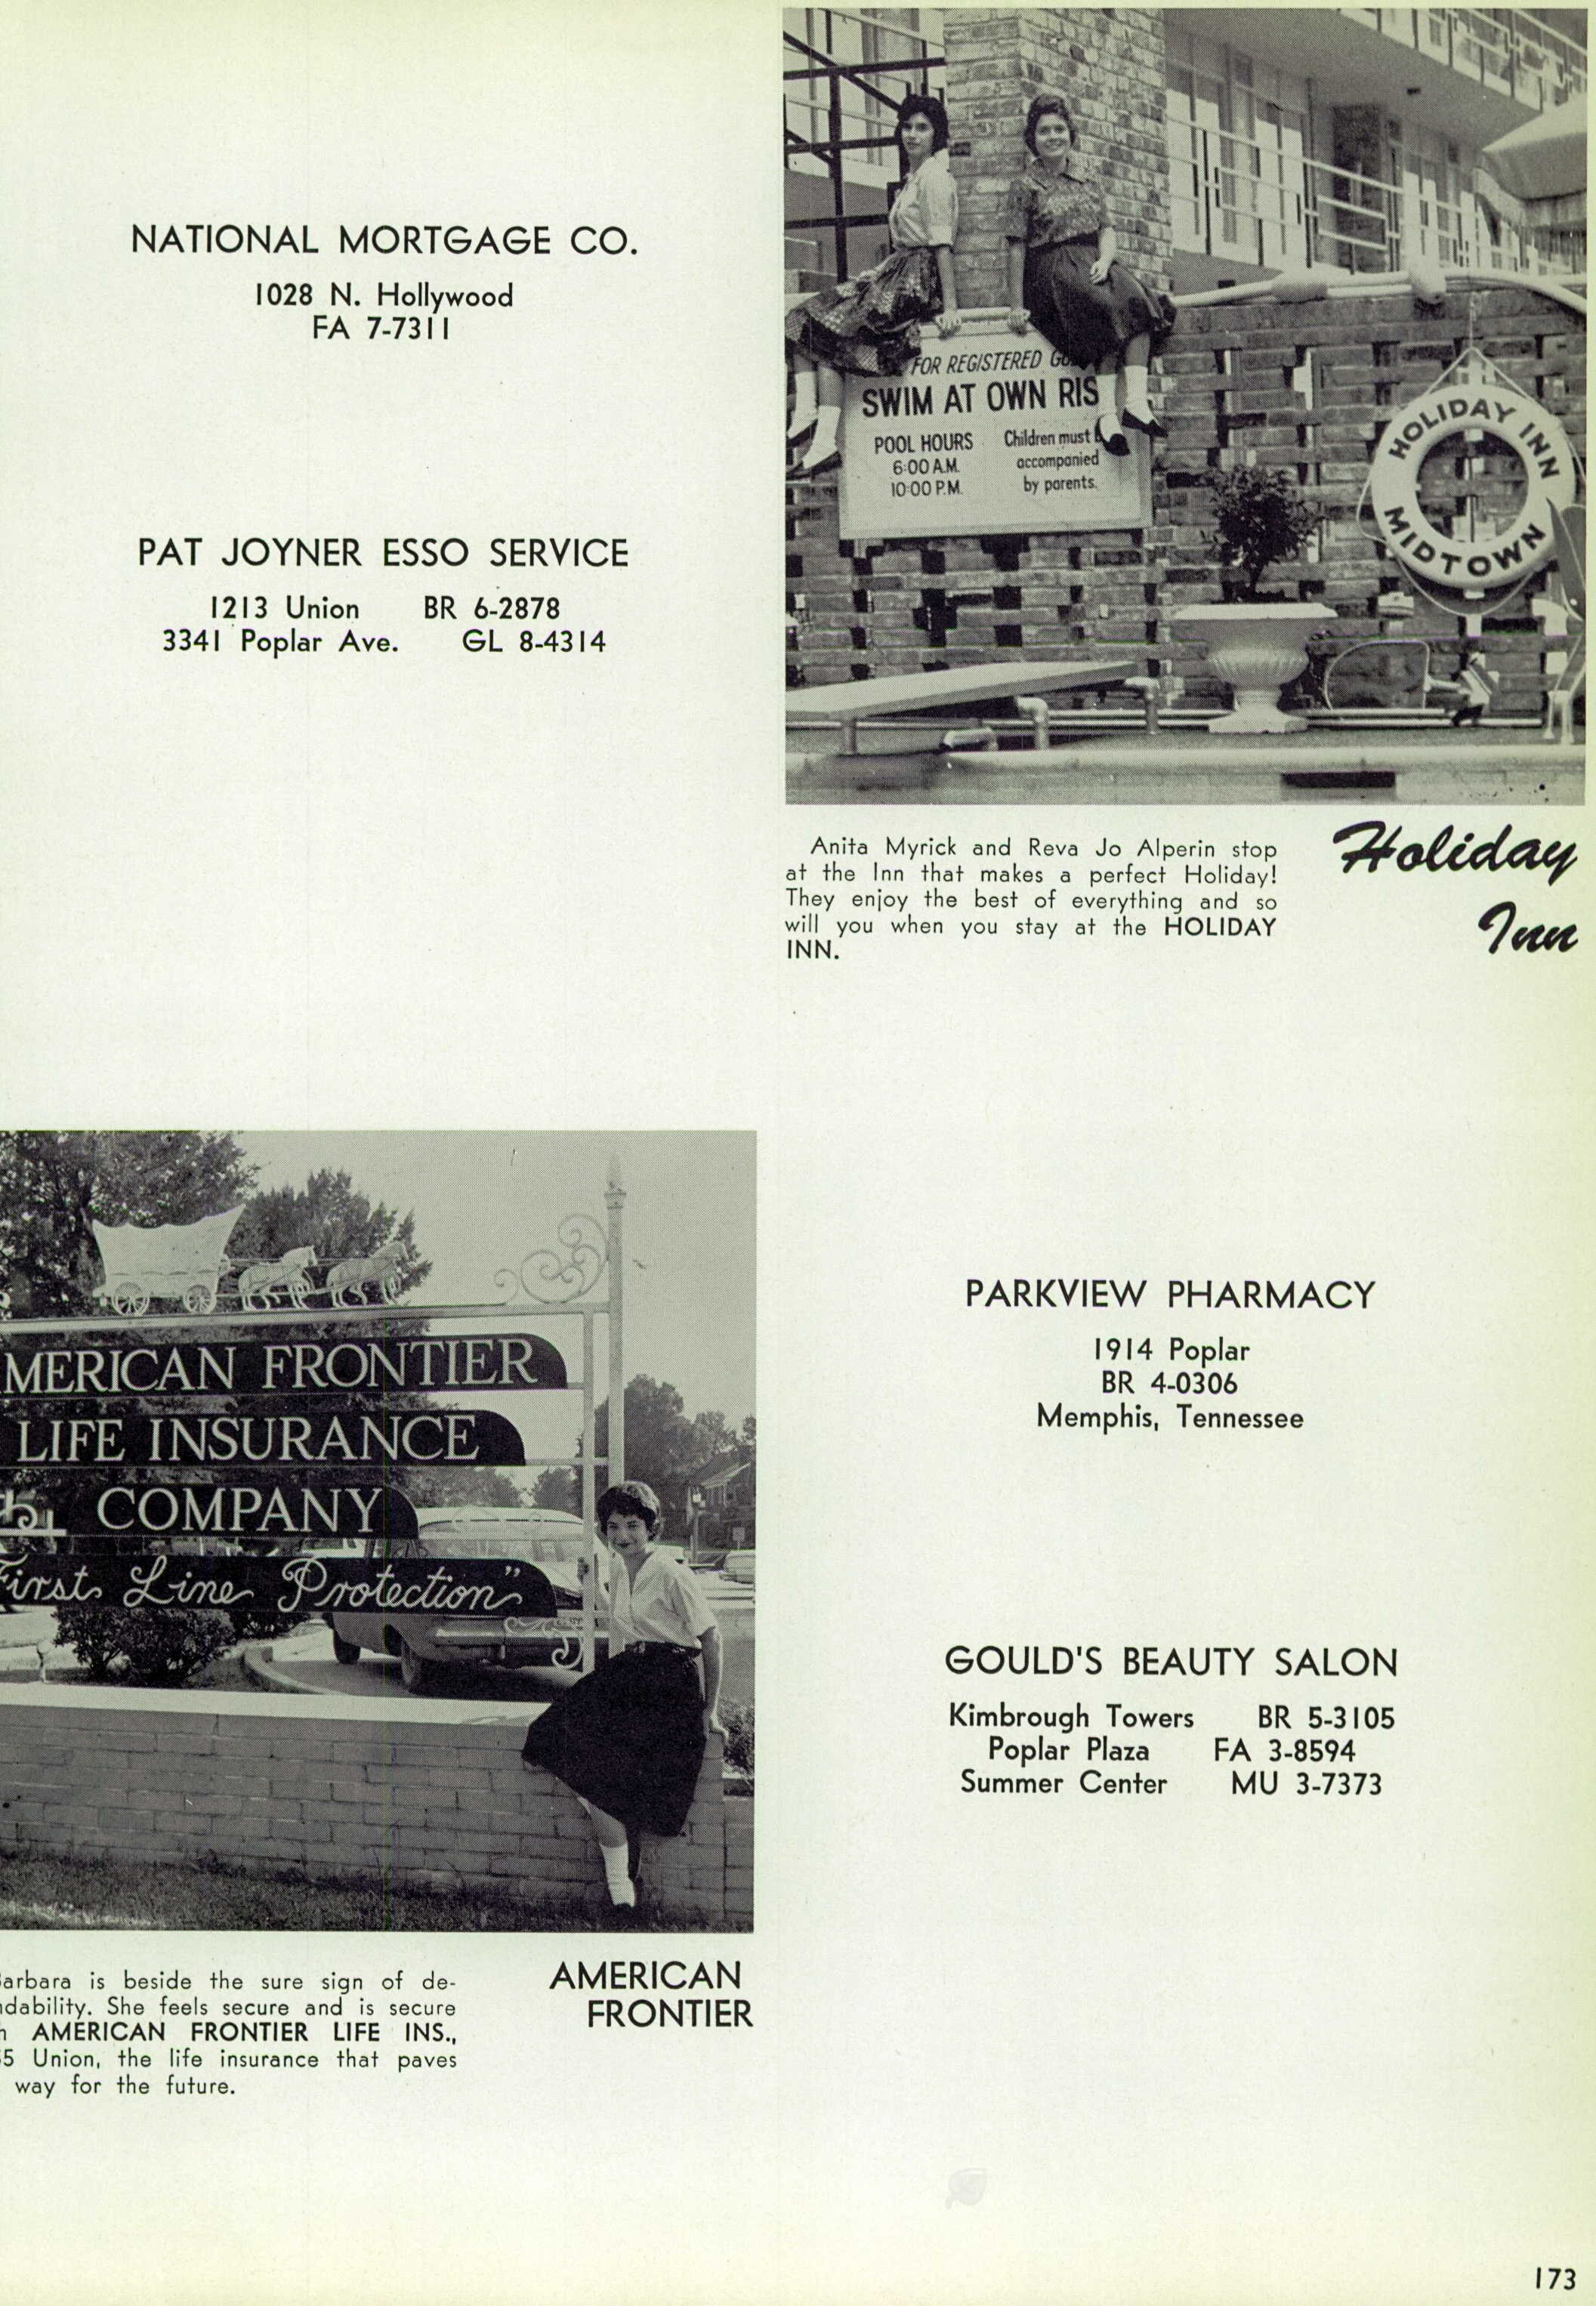 NATIONAL MORTGAGE CO.
1028 N. Hollywood
FA 7-7311
PAT JOYNER ESSO SERVICE
1213 Union BR 6-2878
3341 Poplar Ave. GL 8-4314
FOR REGISTERED
SWIM AT OWN RIS
POOL HOURS
6:00 A.M.
10:00 P.M.
Children must
accompanied
by parents.
HOLIDAY INN
MIDTOWN
Anita Myrick and Reva Jo Alperin stop
at the Inn that makes a perfect Holiday!
They enjoy the best of everything and so
will you when you stay at the HOLIDAY
INN.
Holiday
Inn
MERICAN FRONTIER
LIFE INSURANCE
COMPANY
First Line Protection"
arbara is beside the sure sign of de-
dability. She feels secure and is secure
AMERICAN FRONTIER LIFE INS.,
5 Union, the life insurance that paves
way for the future.
AMERICAN
FRONTIER
PARKVIEW PHARMACY
1914 Poplar
BR 4-0306
Memphis, Tennessee
GOULD'S BEAUTY SALON
Kimbrough Towers BR 5-3105
Poplar Plaza FA 3-8594
Summer Center MU 3-7373
173